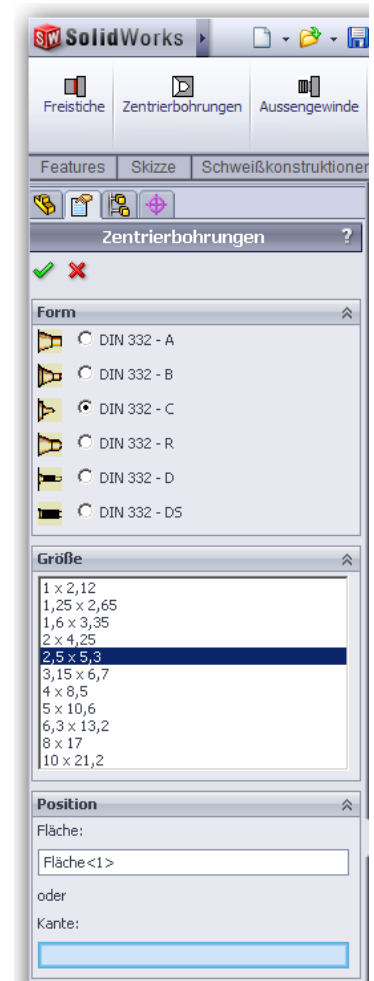 SolidWorks
Freistiche Zentrierbohrungen Aussengewinde
Features Skizze Schweißkonstruktionen
Zentrierbohrungen ?
Form
DIN 332 - A
DIN 332 - B
DIN 332 - C
DIN 332 - R
DIN 332 - D
DIN 332 - DS
Größe
1 x 2,12
1,25 x 2,65
1,6 x 3,35
2 x 4,25
2,5 x 5,3
3,15 x 6,7
4 x 8,5
5 x 10,6
6,3 x 13,2
8 x 17
10 x 21,2
Position
Fläche:
Fläche<1>
oder
Kante: